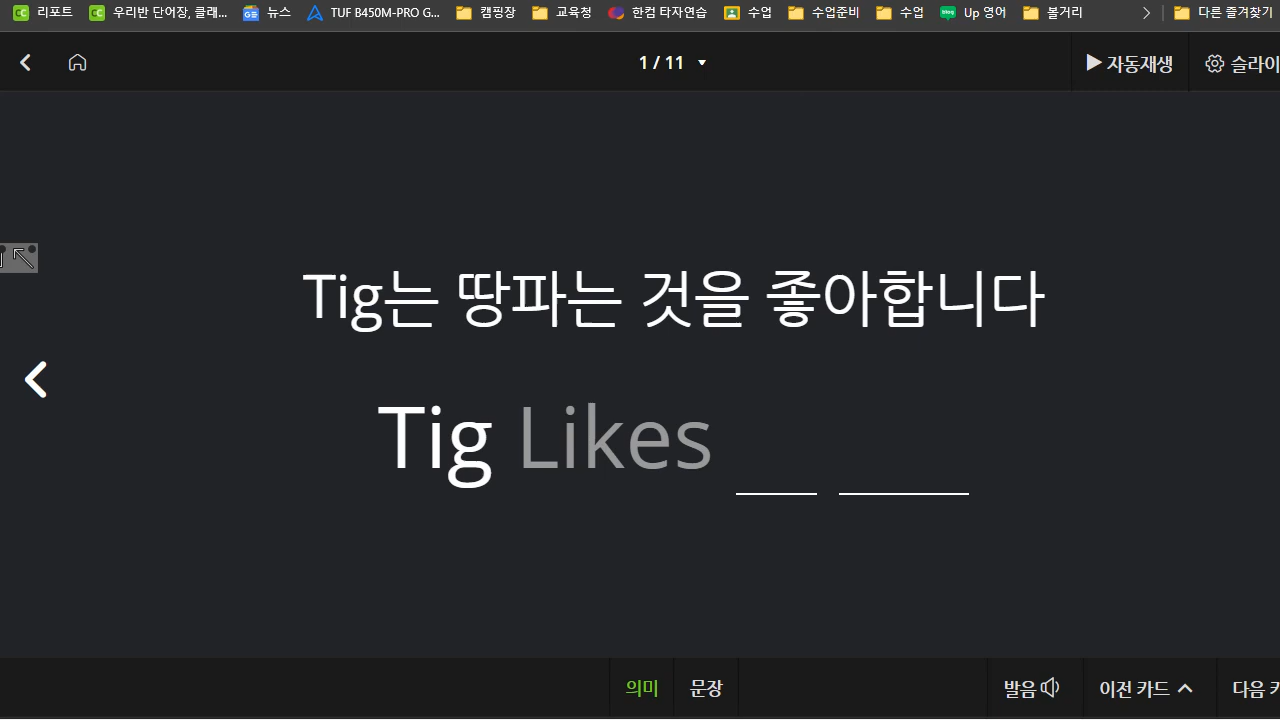 리포트 우리반 단어장, 클래... 뉴스 TUF B450M-PRO G... 캠핑장 교육청 한컴 타자연습 수업 수업준비 수업 Up 영어 볼거리 다른 즐겨찾기
1 / 11 자동재생 슬라이
Tig는 땅파는 것을 좋아합니다
Tig Likes
의미 문장 발음 이전 카드 다음 카